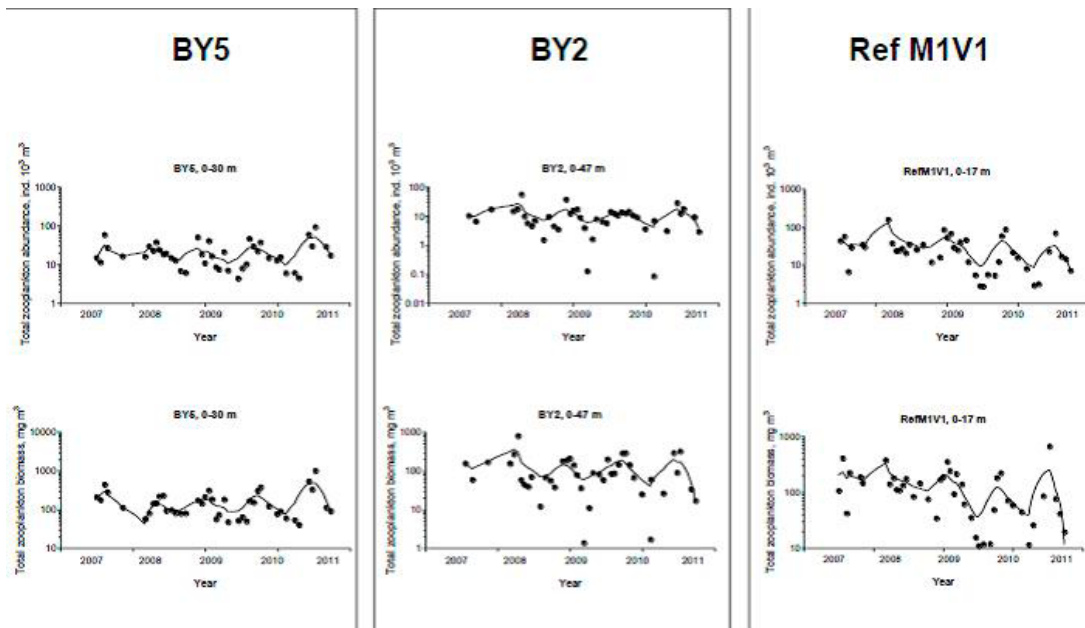 BY5
BY2
Ref M1V1
Total zooplankton abundance, ind. 10³ m³
BY5, 0-30 m
1000
100
10
1
2007 2008 2009 2010 2011
Year
Total zooplankton abundance, ind. 10³ m³
BY2, 0-47 m
100
10
1
0.1
0.01
2007 2008 2009 2010 2011
Year
Total zooplankton abundance, ind. 10³ m³
RefM1V1, 0-17 m
1000
100
10
1
2007 2008 2009 2010 2011
Year
Total zooplankton biomass, mg m³
BY5, 0-30 m
10000
1000
100
10
2007 2008 2009 2010 2011
Year
Total zooplankton biomass, mg m³
BY2, 0-47 m
1000
100
10
1
2007 2008 2009 2010 2011
Year
Total zooplankton biomass, mg m³
RefM1V1, 0-17 m
1000
100
10
2007 2008 2009 2010 2011
Year